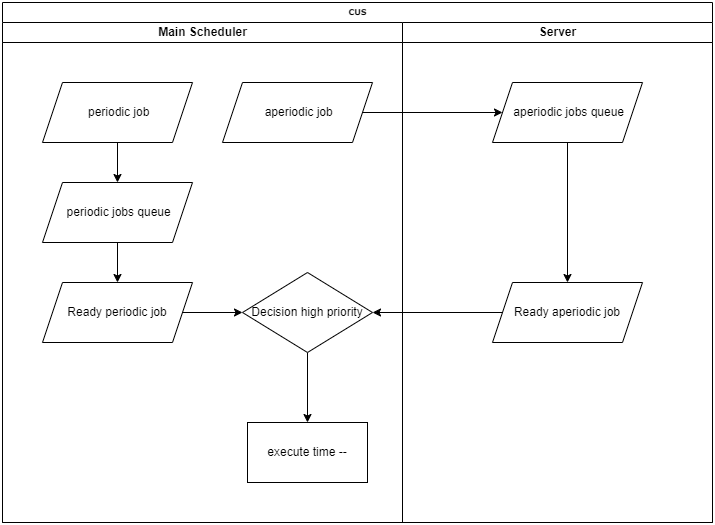 CUS
Main Scheduler
Server
periodic job
aperiodic job
aperiodic jobs queue
periodic jobs queue
Ready periodic job
Decision high priority
Ready aperiodic job
execute time --